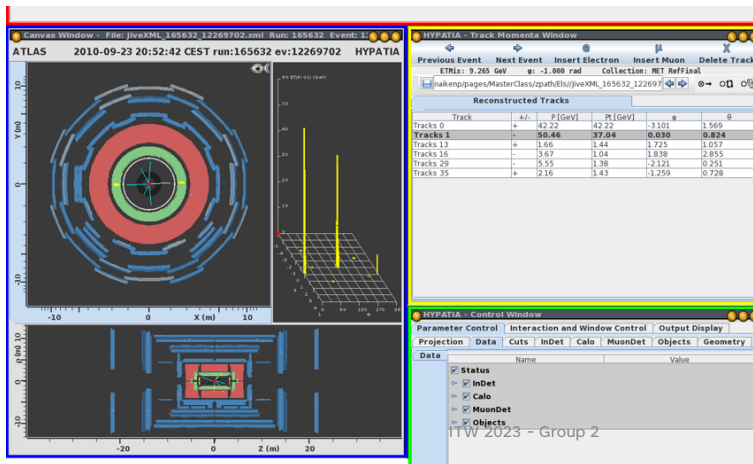 Canvas Window - File: JiveXML_165632_12269702.xml Run: 165632 Event: 1
ATLAS 2010-09-23 20:52:42 CEST run:165632 ev:12269702 HYPATIA
Y (m)
10
0
-10
-10 0 X (m) 10
ρ (m)
10
0
-10
-20 0 Z (m) 20
HYPATIA - Track Momenta Window
Previous Event Next Event Insert Electron Insert Muon Delete Track
ETMis: 9.265 GeV φ: -1.000 rad Collection: MET_RefFinal
naikenp/pages/MasterClass/zpath/Els//JiveXML_165632_122697
Reconstructed Tracks
Track +/- P [GeV] Pt [GeV] φ θ
Tracks 0 + 42.22 42.22 -3.101 1.569
Tracks 1 - 50.46 37.04 0.030 0.824
Tracks 13 + 1.66 1.44 1.725 1.057
Tracks 16 - 3.67 1.04 1.838 2.855
Tracks 29 - 5.55 1.38 -2.121 0.251
Tracks 35 + 2.16 1.43 -1.259 0.728
HYPATIA - Control Window
Parameter Control Interaction and Window Control Output Display
Projection Data Cuts InDet Calo MuonDet Objects Geometry
Data
Name Value
Status
InDet
Calo
MuonDet
Objects
ITW 2023 - Group 2